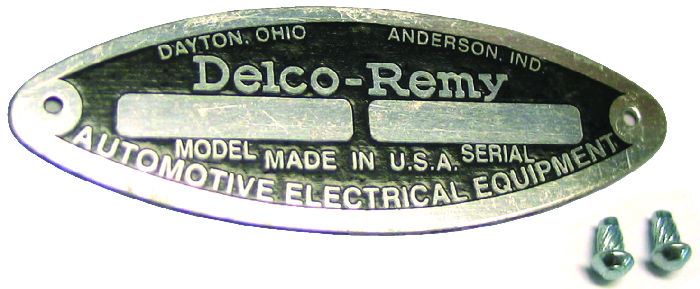 DAYTON, OHIO ANDERSON, IND.
Delco-Remy
MODEL MADE IN U.S.A. SERIAL
AUTOMOTIVE ELECTRICAL EQUIPMENT